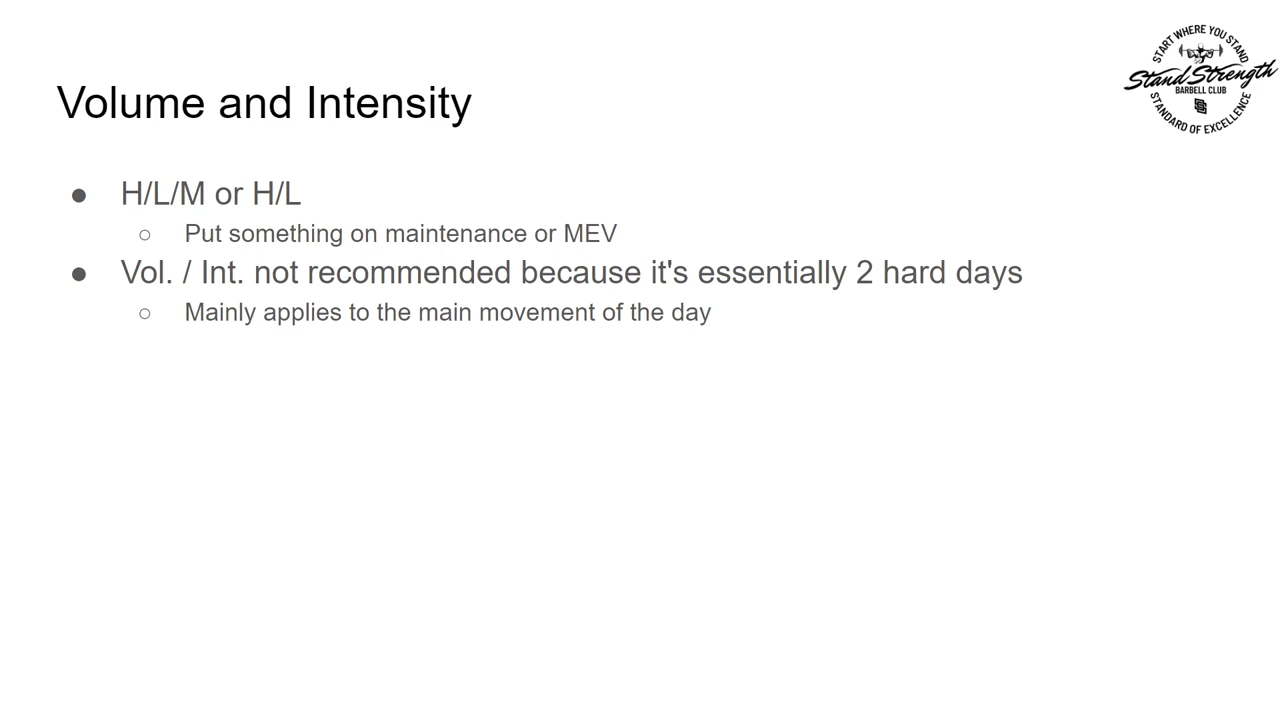 START WHERE YOU STAND
Stand Strength
BARBELL CLUB
STANDARD OF EXCELLENCE
Volume and Intensity
● H/L/M or H/L
○ Put something on maintenance or MEV
● Vol. / Int. not recommended because it's essentially 2 hard days
○ Mainly applies to the main movement of the day